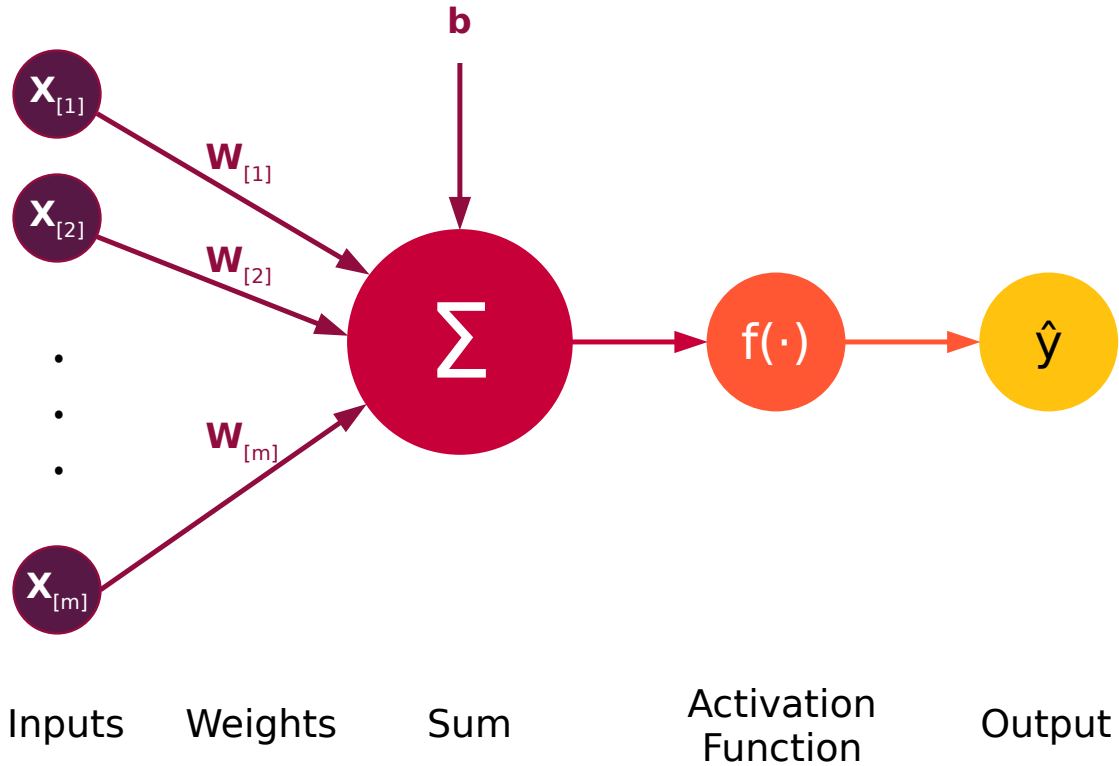 b
X[1]
W[1]
X[2]
W[2]
Σ
f(·)
ŷ
W[m]
X[m]
Inputs Weights Sum Activation Function Output